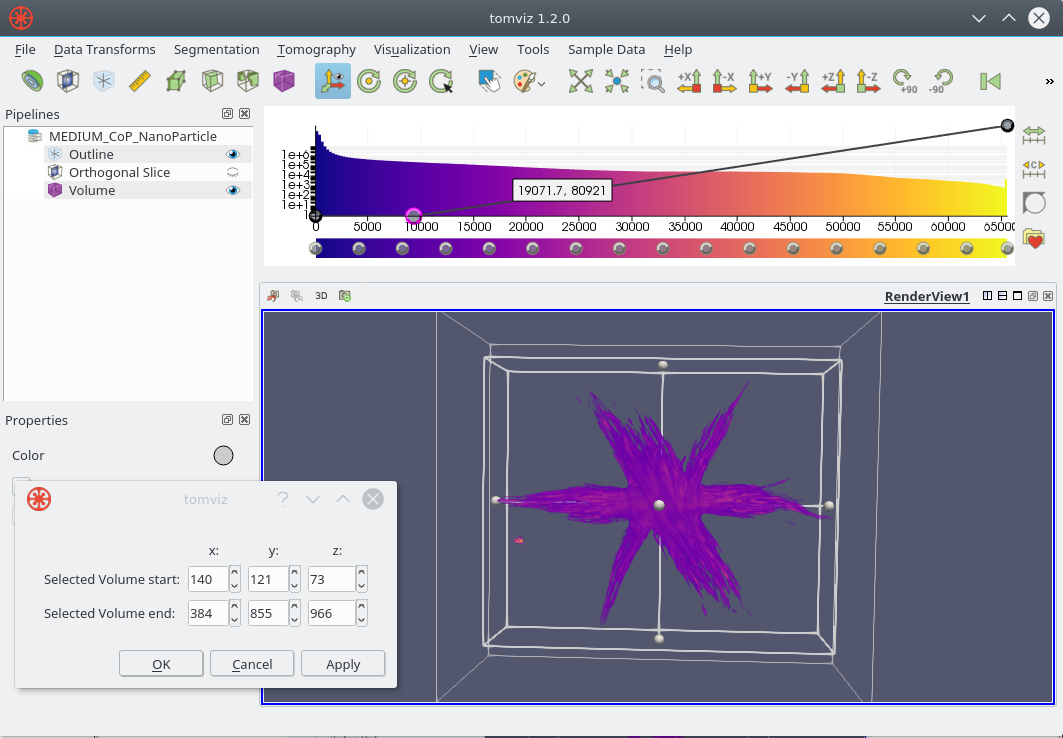 tomviz 1.2.0
File Data Transforms Segmentation Tomography Visualization View Tools Sample Data Help
+X -X +Y -Y +Z -Z +90 -90 »
Pipelines
MEDIUM_CoP_NanoParticle
Outline
Orthogonal Slice
Volume
1e+6
1e+5
1e+4
1e+3
1e+2
1e+1
1
19071.7, 80921
0 5000 10000 15000 20000 25000 30000 35000 40000 45000 50000 55000 60000 65000
C
3D
RenderView1
Properties
Color
tomviz
x: y: z:
Selected Volume start: 140 121 73
Selected Volume end: 384 855 966
OK Cancel Apply